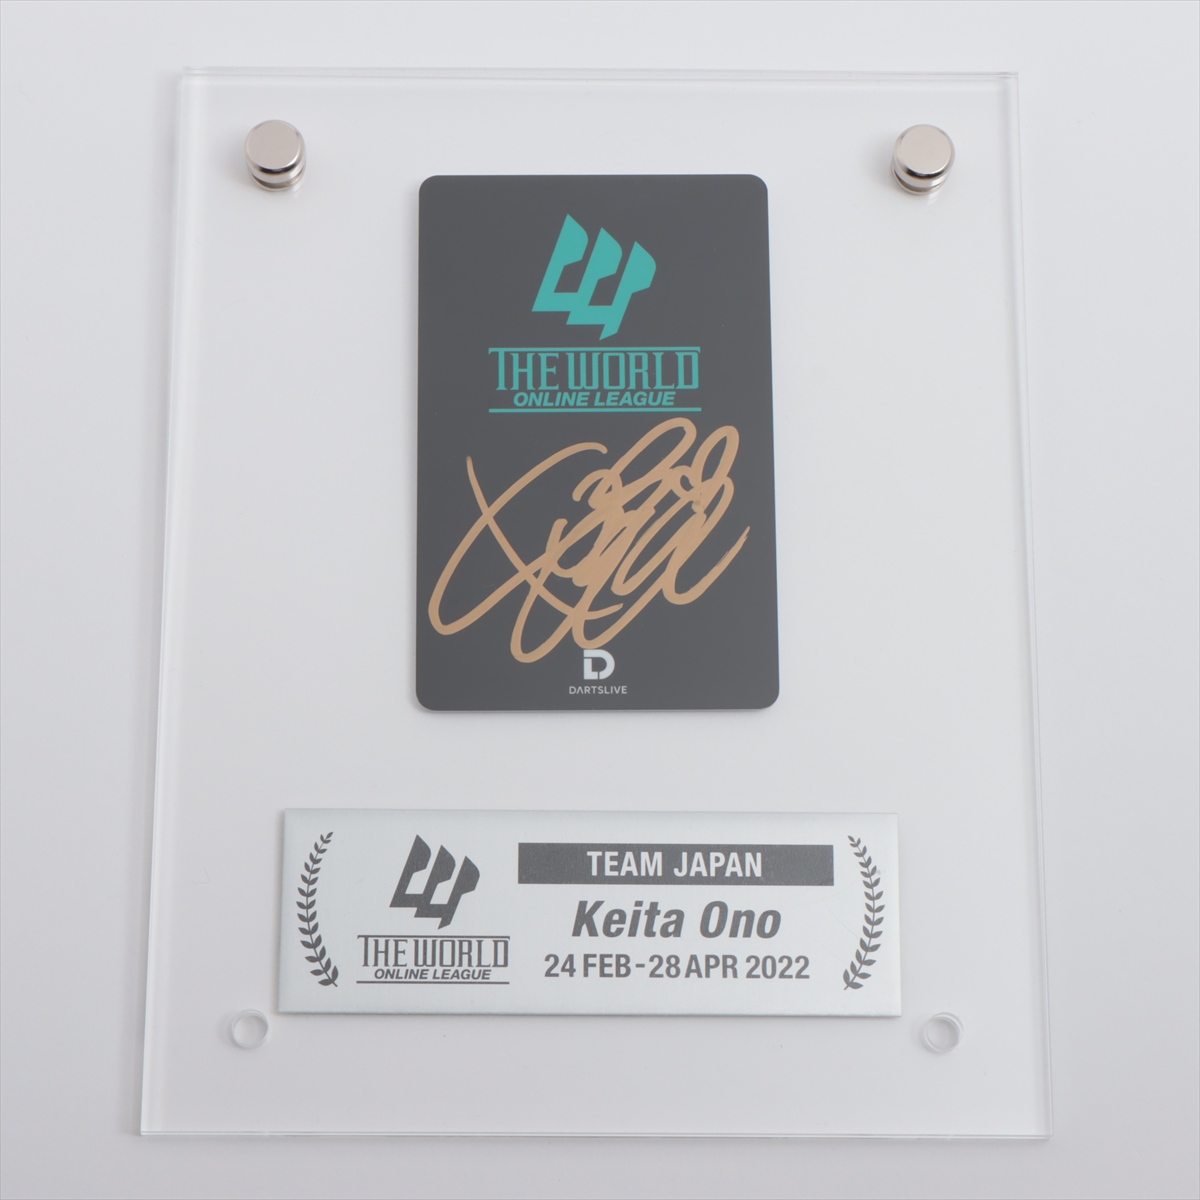 THE WORLD
ONLINE LEAGUE
D
DARTSLIVE
TEAM JAPAN
Keita Ono
24 FEB - 28 APR 2022
THE WORLD
ONLINE LEAGUE